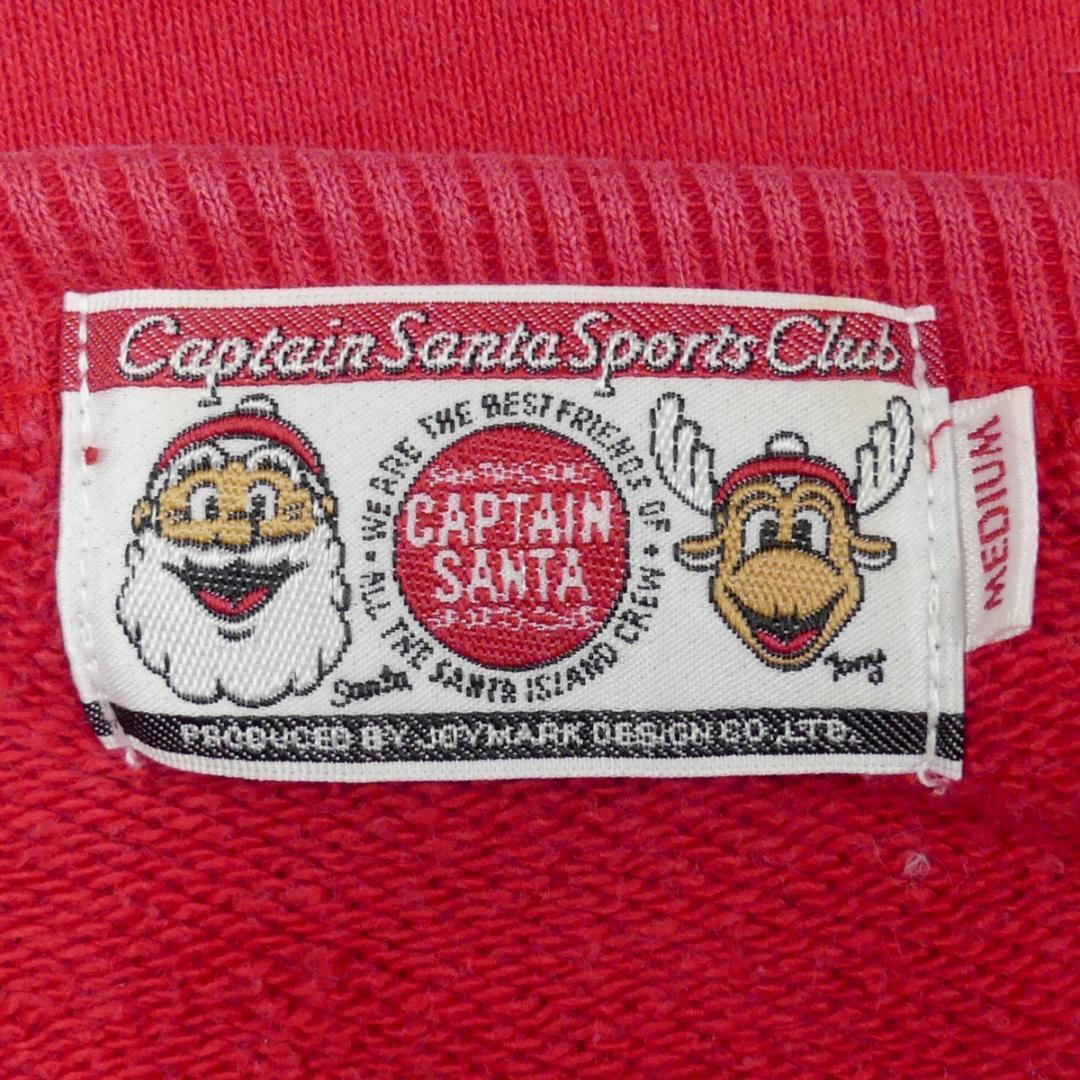 Captain Santa Sports Club
WE ARE THE BEST FRIENDS OF
ALL THE SANTA ISLAND CREW
CAPTAIN
SANTA
Santa
Tony
MEDIUM
PRODUCED BY JOYMARK DESIGN CO.,LTD.